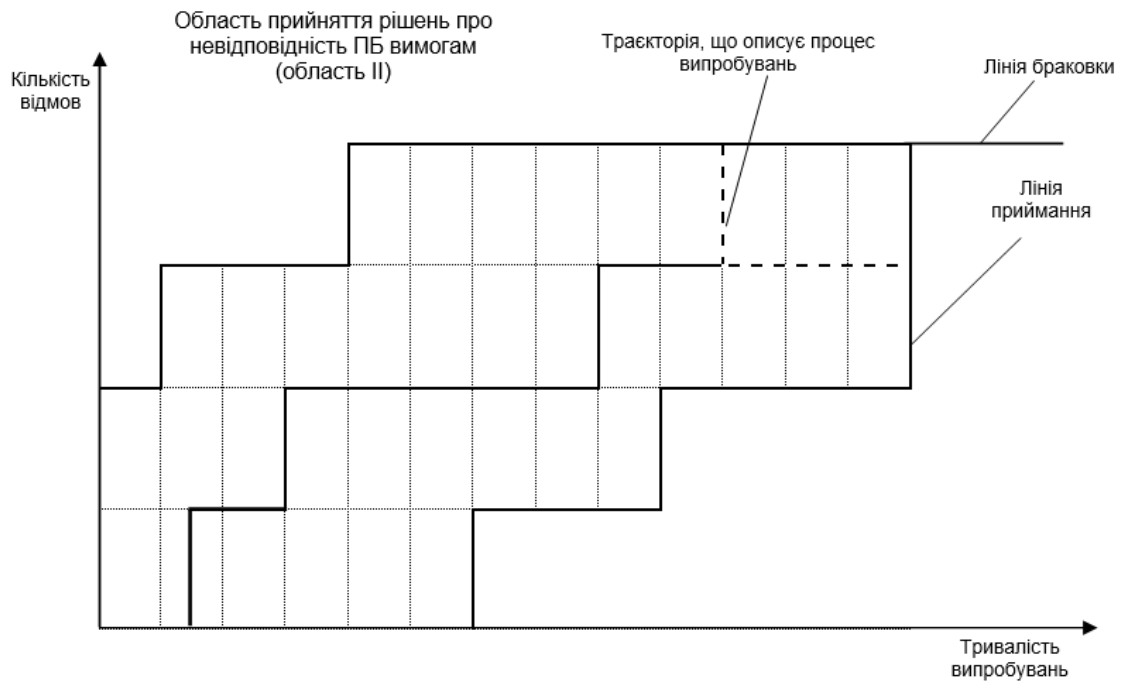 Область прийняття рішень про
невідповідність ПБ вимогам
(область II)
Кількість
відмов
Траєкторія, що описує процес
випробувань
Лінія браковки
Лінія
приймання
Тривалість
випробувань